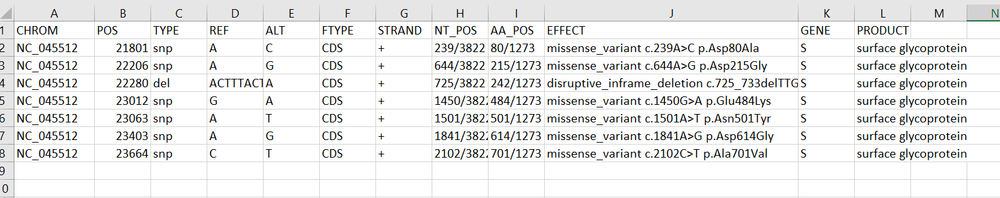 A B C D E F G H I J K L M N
1 CHROM POS TYPE REF ALT FTYPE STRAND NT_POS AA_POS EFFECT GENE PRODUCT
2 NC_045512 21801 snp A C CDS + 239/3822 80/1273 missense_variant c.239A>C p.Asp80Ala S surface glycoprotein
3 NC_045512 22206 snp A G CDS + 644/3822 215/1273 missense_variant c.644A>G p.Asp215Gly S surface glycoprotein
4 NC_045512 22280 del ACTTTACT A CDS + 725/3822 242/1273 disruptive_inframe_deletion c.725_733delTTG S surface glycoprotein
5 NC_045512 23012 snp G A CDS + 1450/3822 484/1273 missense_variant c.1450G>A p.Glu484Lys S surface glycoprotein
6 NC_045512 23063 snp A T CDS + 1501/3822 501/1273 missense_variant c.1501A>T p.Asn501Tyr S surface glycoprotein
7 NC_045512 23403 snp A G CDS + 1841/3822 614/1273 missense_variant c.1841A>G p.Asp614Gly S surface glycoprotein
8 NC_045512 23664 snp C T CDS + 2102/3822 701/1273 missense_variant c.2102C>T p.Ala701Val S surface glycoprotein
9
0